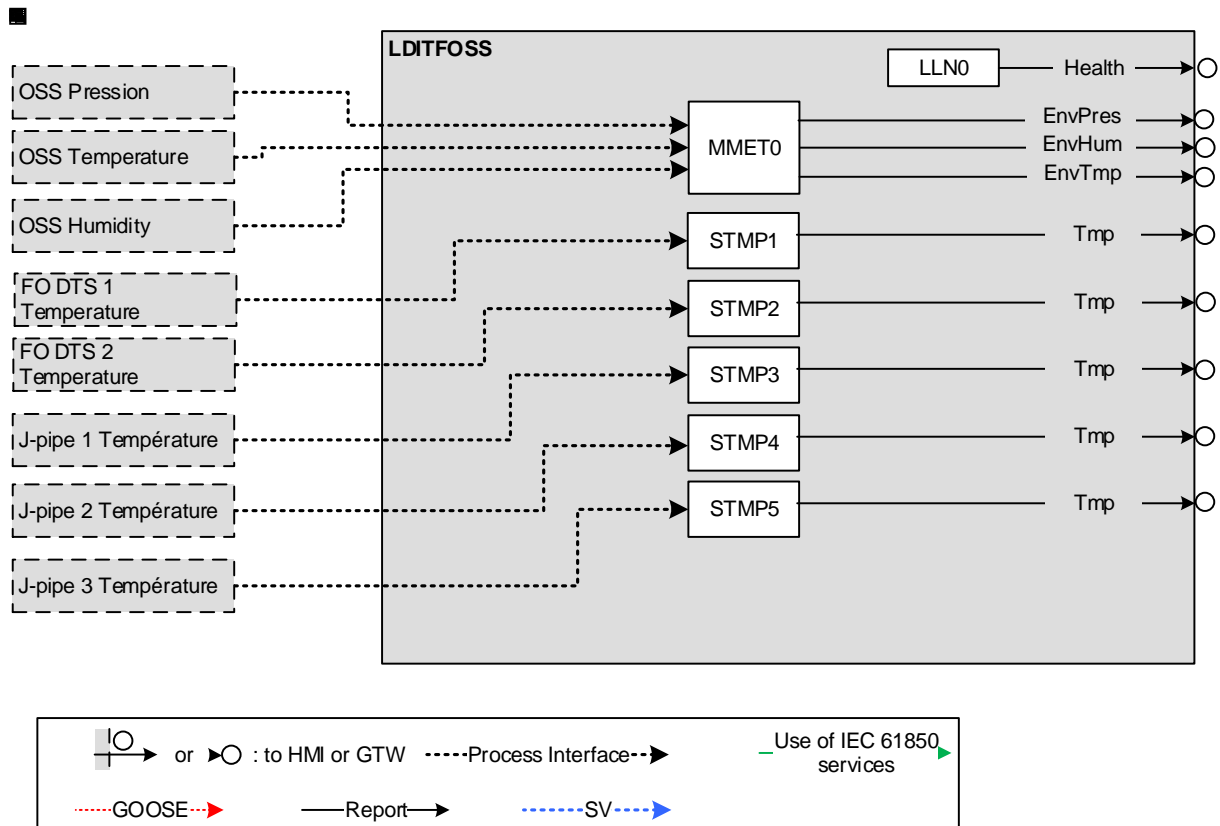 LDITFOSS
LLN0
Health
OSS Pression
EnvPres
MMET0
EnvHum
OSS Temperature
EnvTmp
OSS Humidity
STMP1
Tmp
FO DTS 1
Temperature
STMP2
Tmp
FO DTS 2
Temperature
STMP3
Tmp
J-pipe 1 Température
STMP4
Tmp
J-pipe 2 Température
STMP5
Tmp
J-pipe 3 Température
or : to HMI or GTW
Process Interface
Use of IEC 61850
services
GOOSE
Report
SV